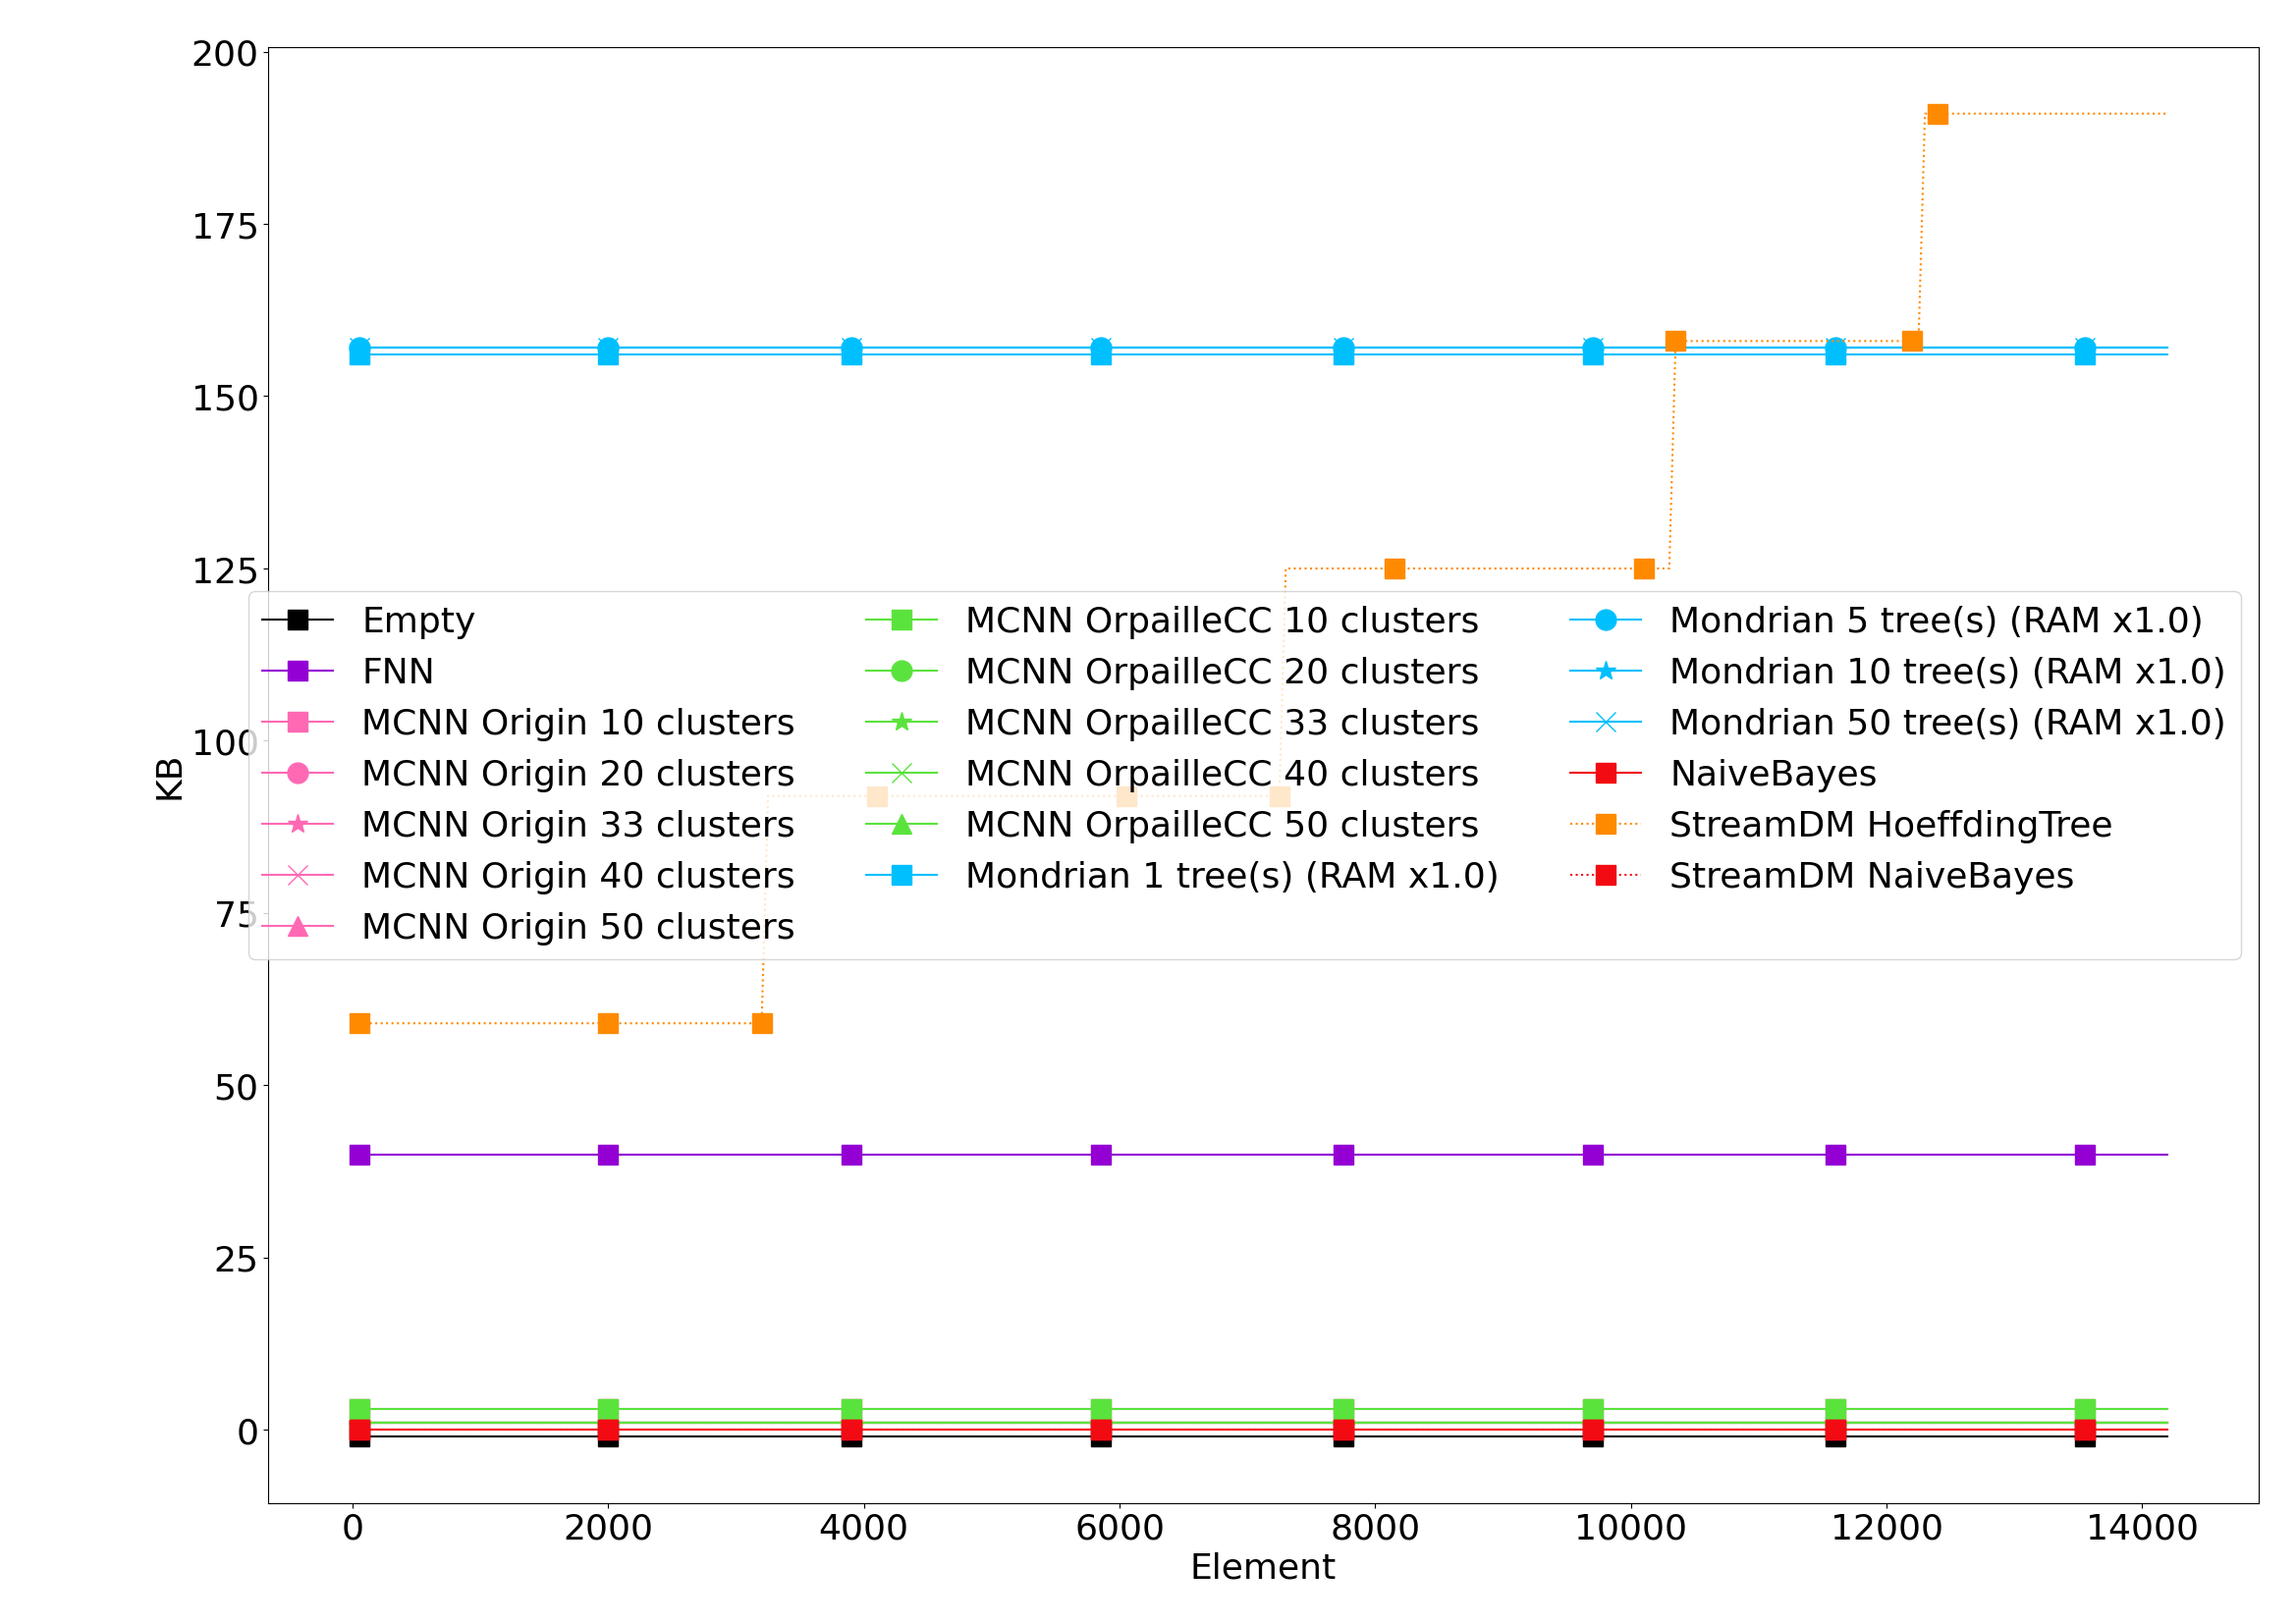 200
175
150
125
100
75
50
25
0
KB
Empty
FNN
MCNN Origin 10 clusters
MCNN Origin 20 clusters
MCNN Origin 33 clusters
MCNN Origin 40 clusters
MCNN Origin 50 clusters
MCNN OrpailleCC 10 clusters
MCNN OrpailleCC 20 clusters
MCNN OrpailleCC 33 clusters
MCNN OrpailleCC 40 clusters
MCNN OrpailleCC 50 clusters
Mondrian 1 tree(s) (RAM x1.0)
Mondrian 5 tree(s) (RAM x1.0)
Mondrian 10 tree(s) (RAM x1.0)
Mondrian 50 tree(s) (RAM x1.0)
NaiveBayes
StreamDM HoeffdingTree
StreamDM NaiveBayes
0 2000 4000 6000 8000 10000 12000 14000
Element